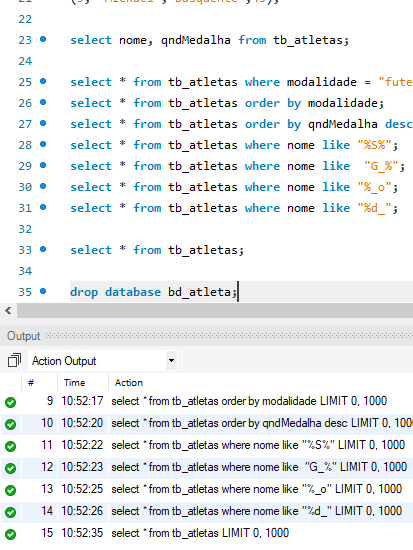 (9, "Michael","Basquete",19);
22
23 select nome, qndMedalha from tb_atletas;
24
25 select * from tb_atletas where modalidade = "fute
26 select * from tb_atletas order by modalidade;
27 select * from tb_atletas order by qndMedalha desc
28 select * from tb_atletas where nome like "%S%";
29 select * from tb_atletas where nome like  "G_%";
30 select * from tb_atletas where nome like "%_o";
31 select * from tb_atletas where nome like "%d_";
32
33 select * from tb_atletas;
34
35 drop database bd_atleta;
Output
Action Output
# Time Action
9 10:52:17 select * from tb_atletas order by modalidade LIMIT 0, 1000
10 10:52:20 select * from tb_atletas order by qndMedalha desc LIMIT 0, 100
11 10:52:22 select * from tb_atletas where nome like "%S%" LIMIT 0, 1000
12 10:52:23 select * from tb_atletas where nome like  "G_%" LIMIT 0, 1000
13 10:52:25 select * from tb_atletas where nome like "%_o" LIMIT 0, 1000
14 10:52:26 select * from tb_atletas where nome like "%d_" LIMIT 0, 1000
15 10:52:35 select * from tb_atletas LIMIT 0, 1000